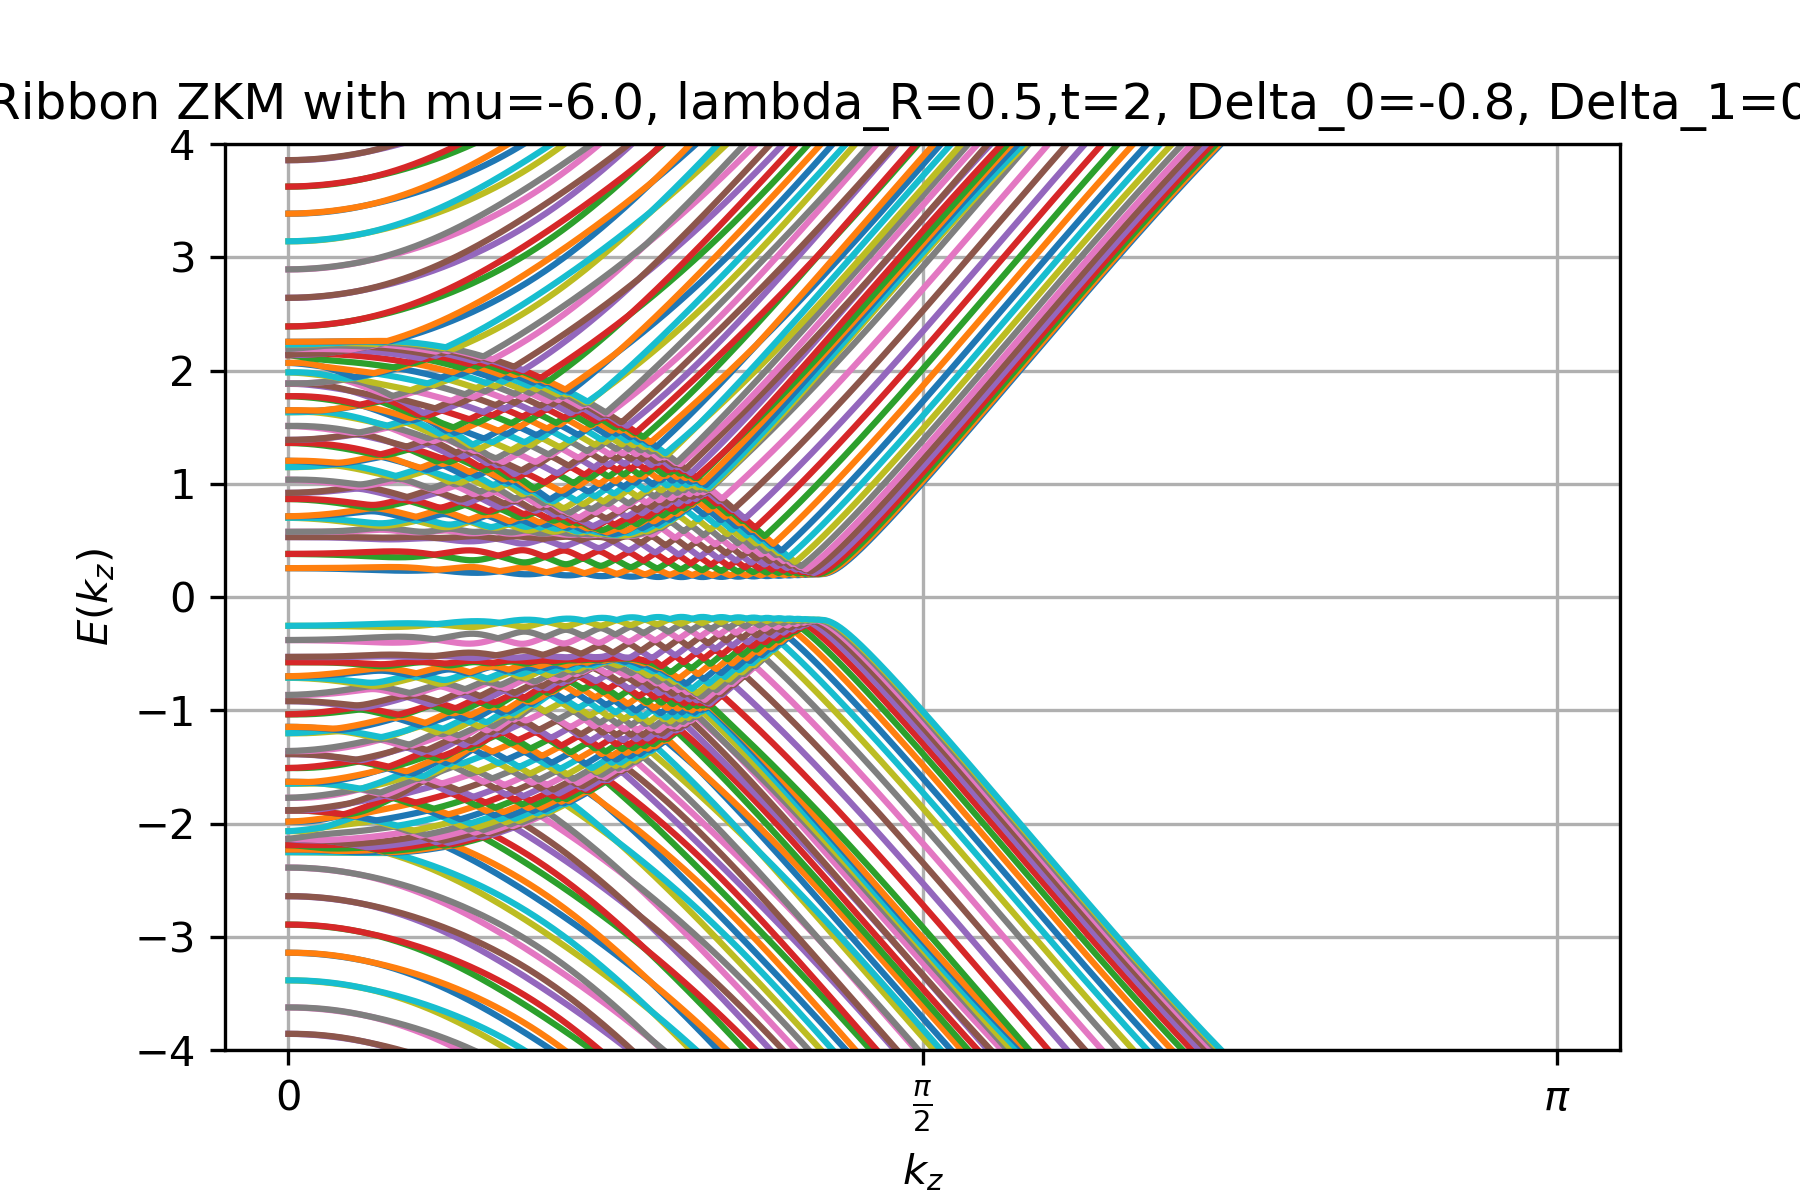 Ribbon ZKM with mu=-6.0, lambda_R=0.5,t=2, Delta_0=-0.8, Delta_1=0
4
3
2
1
0
−1
−2
−3
−4
E(k_z)
0
π/2
π
k_z